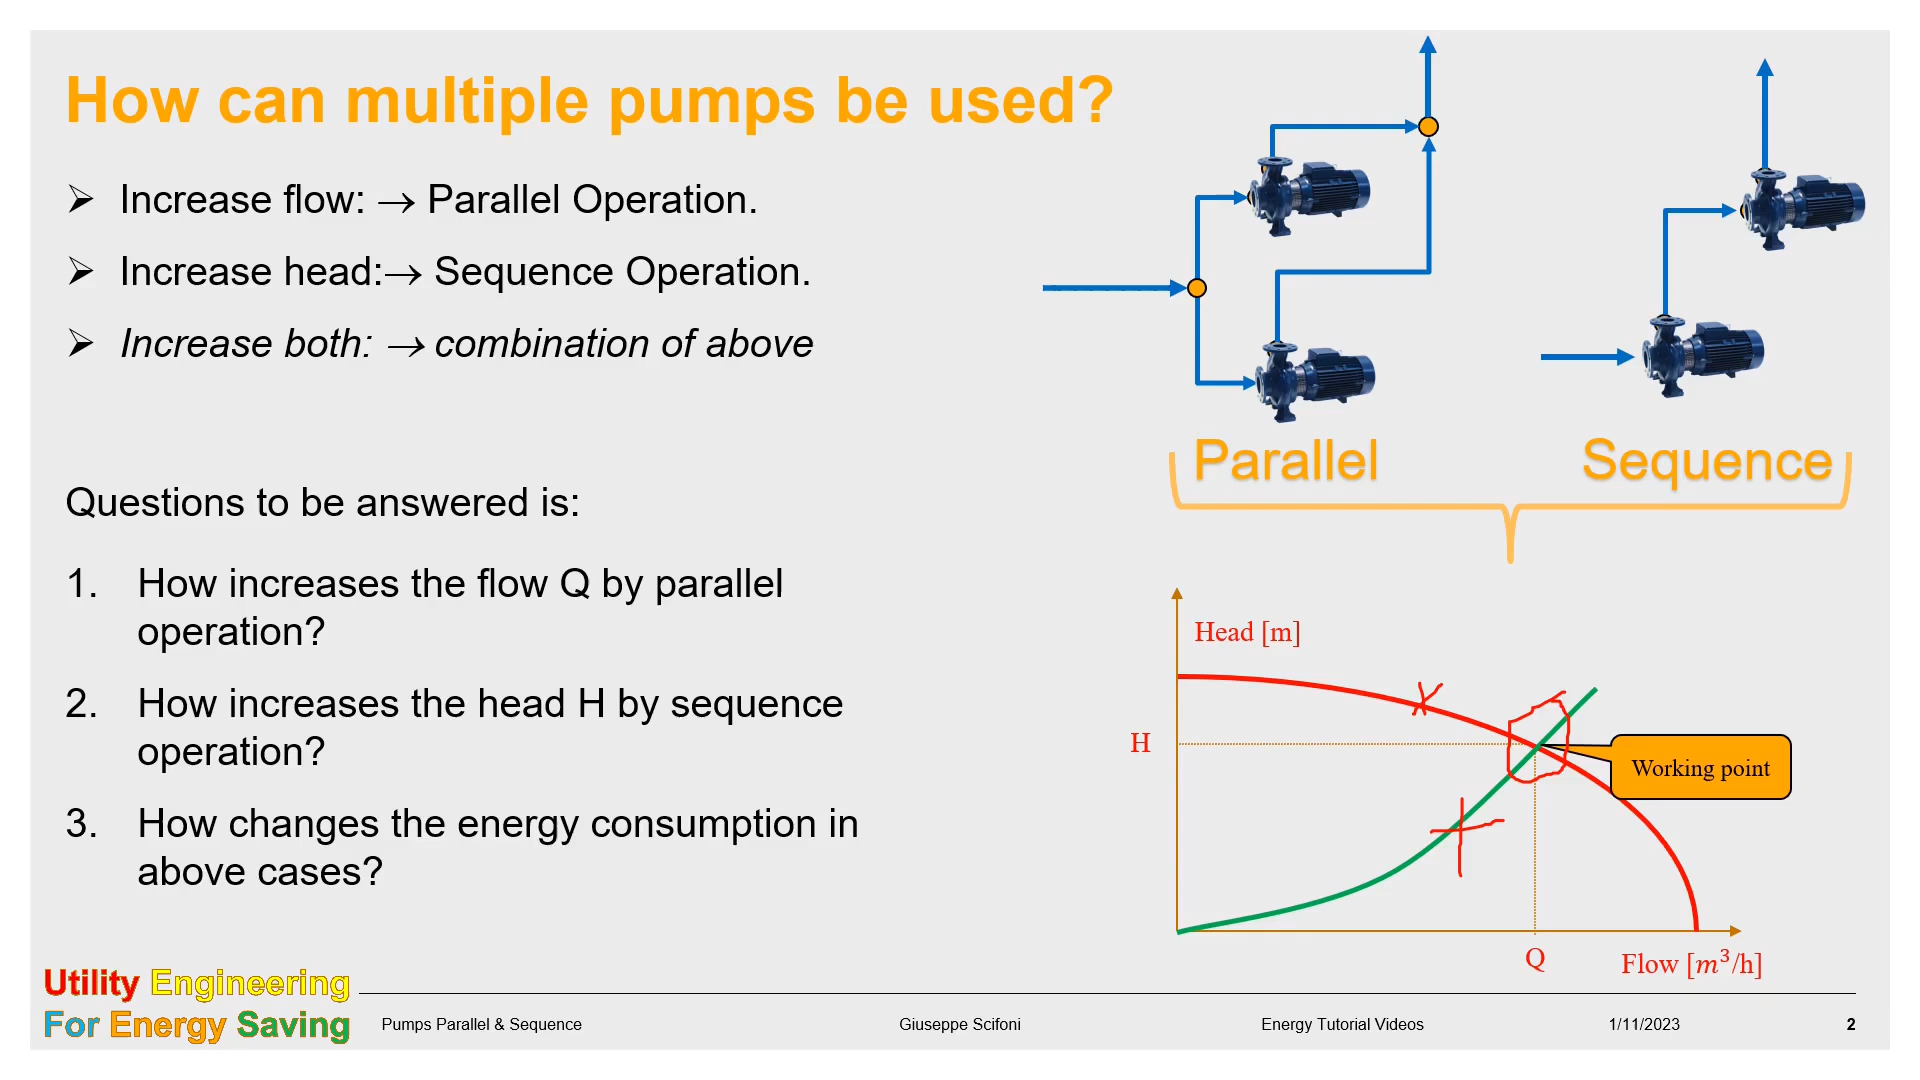 How can multiple pumps be used?
➢ Increase flow: → Parallel Operation.
➢ Increase head:→ Sequence Operation.
➢ Increase both: → combination of above
Questions to be answered is:
1. How increases the flow Q by parallel
operation?
2. How increases the head H by sequence
operation?
3. How changes the energy consumption in
above cases?
Parallel
Sequence
Head [m]
H
Working point
Q
Flow [m³/h]
Utility Engineering
For Energy Saving
Pumps Parallel & Sequence
Giuseppe Scifoni
Energy Tutorial Videos
1/11/2023
2